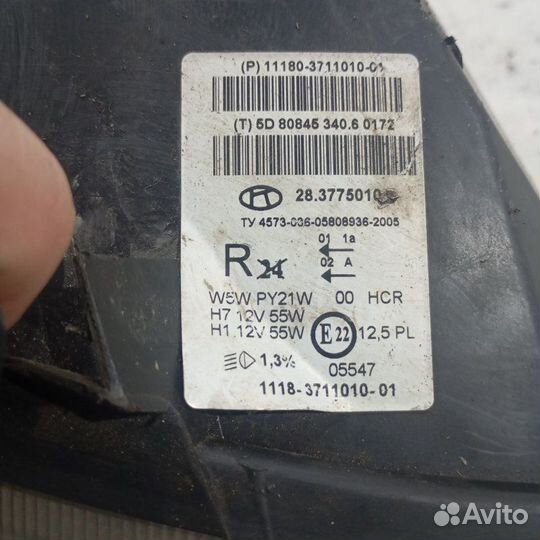 (P) 11180-3711010-01
(T) 5D 80845 340.6 0172
28.3775010
ТУ 4573-036-05808936-2005
01 1a
R 24
02 A
W5W PY21W 00 HCR
H7 12V 55W
H1 12V 55W E22 12,5 PL
1,3%
05547
1118-3711010-01
Avito